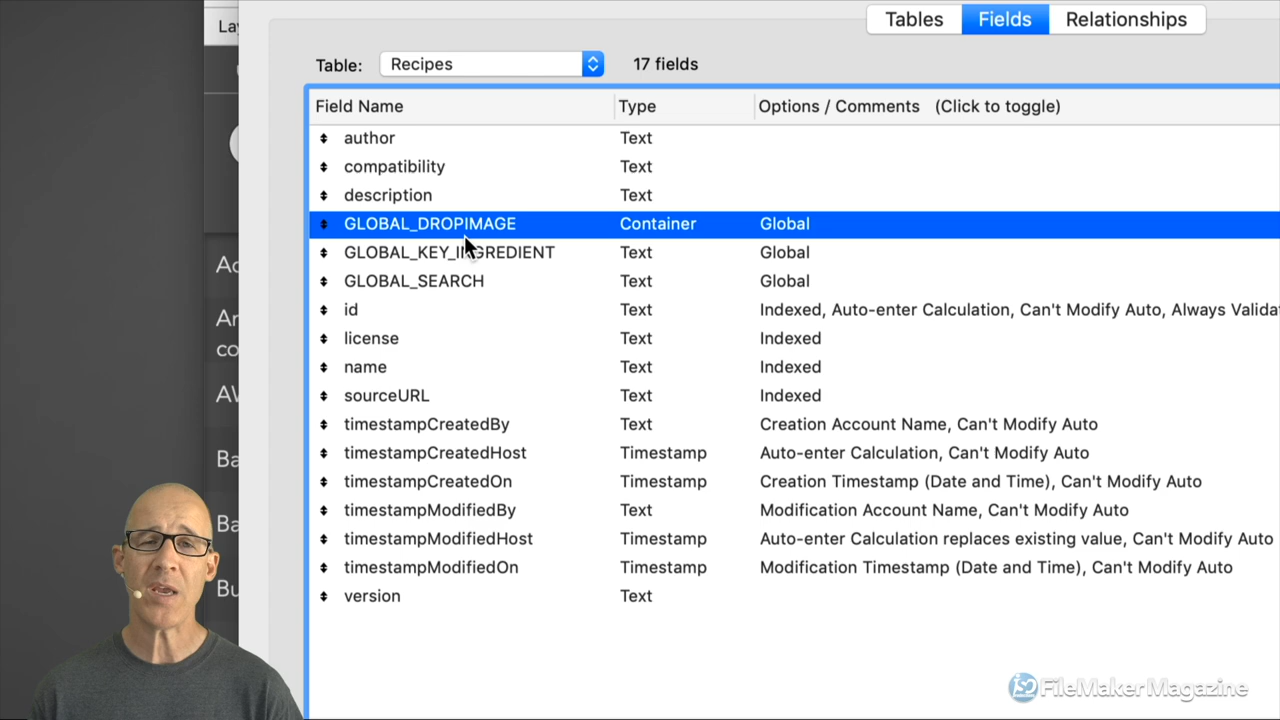 Lay
Tables Fields Relationships
Table: Recipes 17 fields
Field Name Type Options / Comments (Click to toggle)
author Text
compatibility Text
description Text
GLOBAL_DROPIMAGE Container Global
GLOBAL_KEY_INGREDIENT Text Global
GLOBAL_SEARCH Text Global
id Text Indexed, Auto-enter Calculation, Can't Modify Auto, Always Valida
license Text Indexed
name Text Indexed
sourceURL Text Indexed
timestampCreatedBy Text Creation Account Name, Can't Modify Auto
timestampCreatedHost Timestamp Auto-enter Calculation, Can't Modify Auto
timestampCreatedOn Timestamp Creation Timestamp (Date and Time), Can't Modify Auto
timestampModifiedBy Text Modification Account Name, Can't Modify Auto
timestampModifiedHost Timestamp Auto-enter Calculation replaces existing value, Can't Modify Auto
timestampModifiedOn Timestamp Modification Timestamp (Date and Time), Can't Modify Auto
version Text
FileMaker Magazine